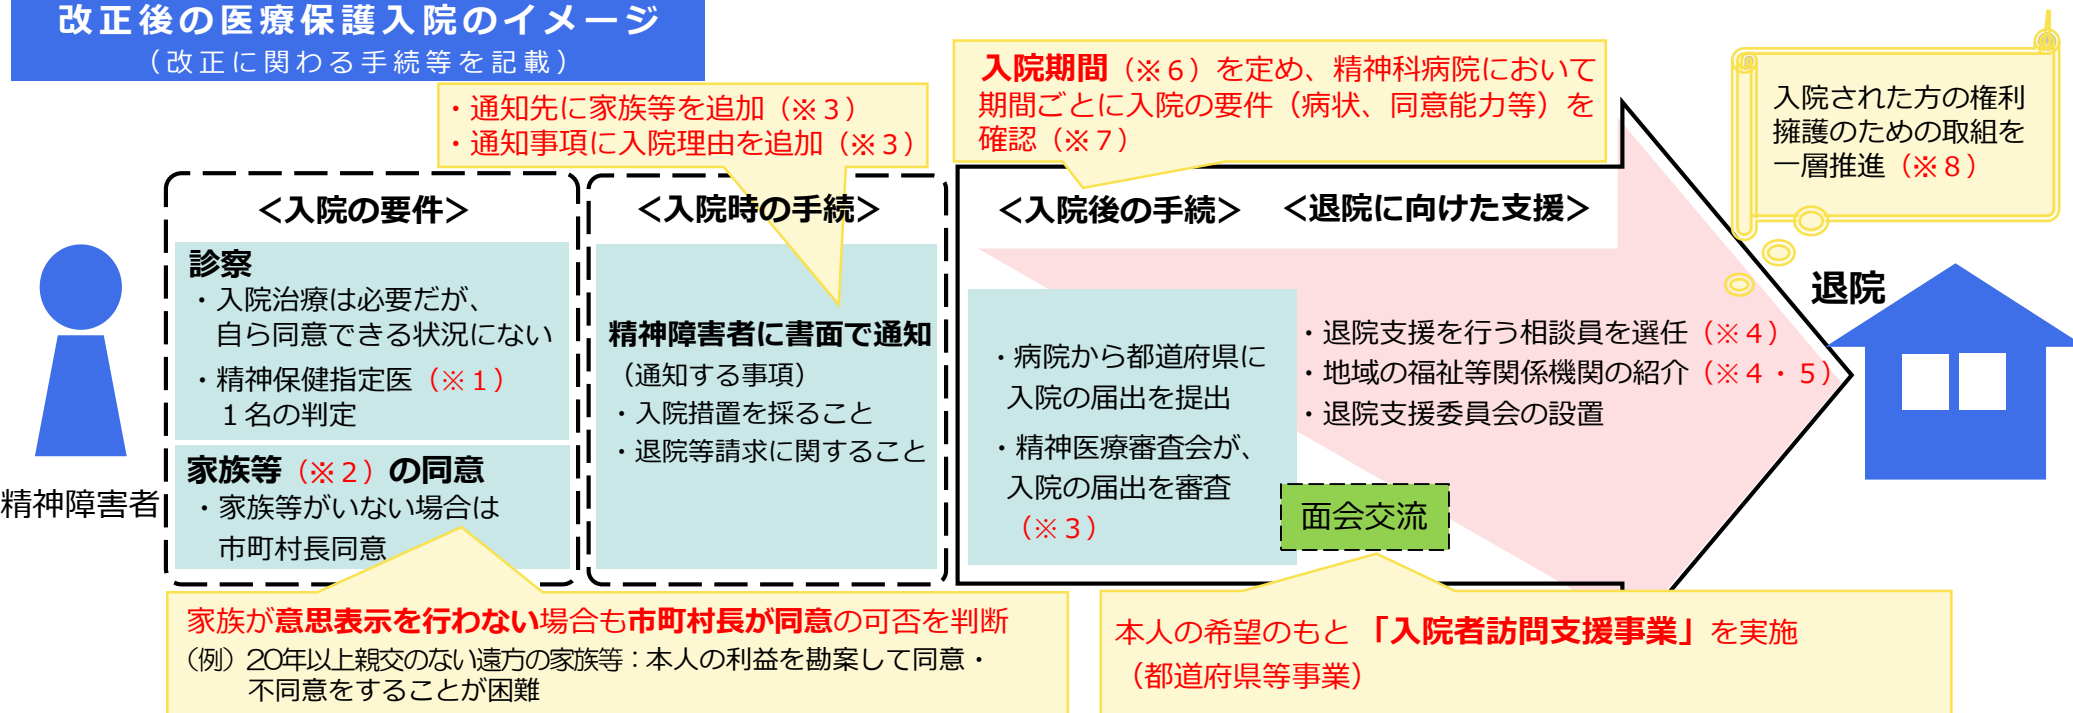 改正後の医療保護入院のイメージ
（改正に関わる手続等を記載）
・通知先に家族等を追加（※３）
・通知事項に入院理由を追加（※３）
入院期間（※６）を定め、精神科病院において
期間ごとに入院の要件（病状、同意能力等）を
確認（※７）
入院された方の権利
擁護のための取組を
一層推進（※８）
＜入院の要件＞
診察
・入院治療は必要だが、
自ら同意できる状況にない
・精神保健指定医（※１）
１名の判定
家族等（※２）の同意
・家族等がいない場合は
市町村長同意
精神障害者
＜入院時の手続＞
精神障害者に書面で通知
（通知する事項）
・入院措置を採ること
・退院等請求に関すること
＜入院後の手続＞
・病院から都道府県に
入院の届出を提出
・精神医療審査会が、
入院の届出を審査
（※３）
＜退院に向けた支援＞
・退院支援を行う相談員を選任（※４）
・地域の福祉等関係機関の紹介（※４・５）
・退院支援委員会の設置
面会交流
退院
家族が意思表示を行わない場合も市町村長が同意の可否を判断
（例）20年以上親交のない遠方の家族等：本人の利益を勘案して同意・
不同意をすることが困難
本人の希望のもと「入院者訪問支援事業」を実施
（都道府県等事業）